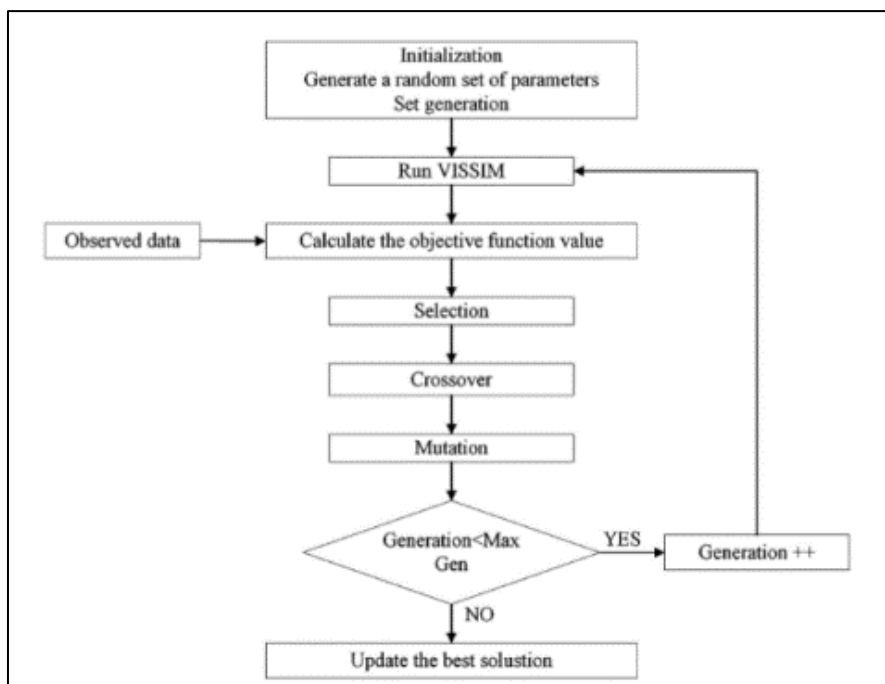 Initialization
Generate a random set of parameters
Set generation
Run VISSIM
Observed data
Calculate the objective function value
Selection
Crossover
Mutation
Generation<Max
Gen
YES
Generation ++
NO
Update the best solustion